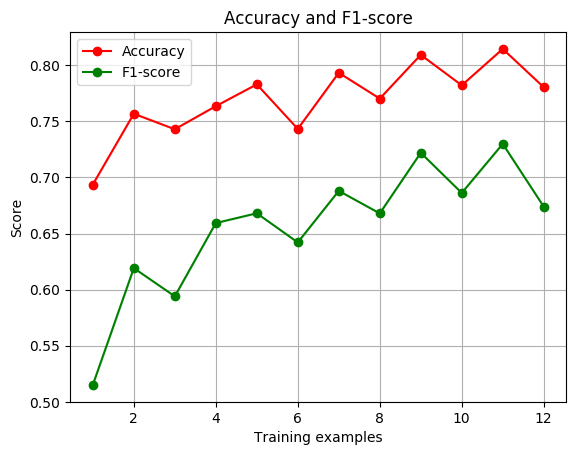 Accuracy and F1-score
Accuracy
F1-score
Score
0.80
0.75
0.70
0.65
0.60
0.55
0.50
2 4 6 8 10 12
Training examples